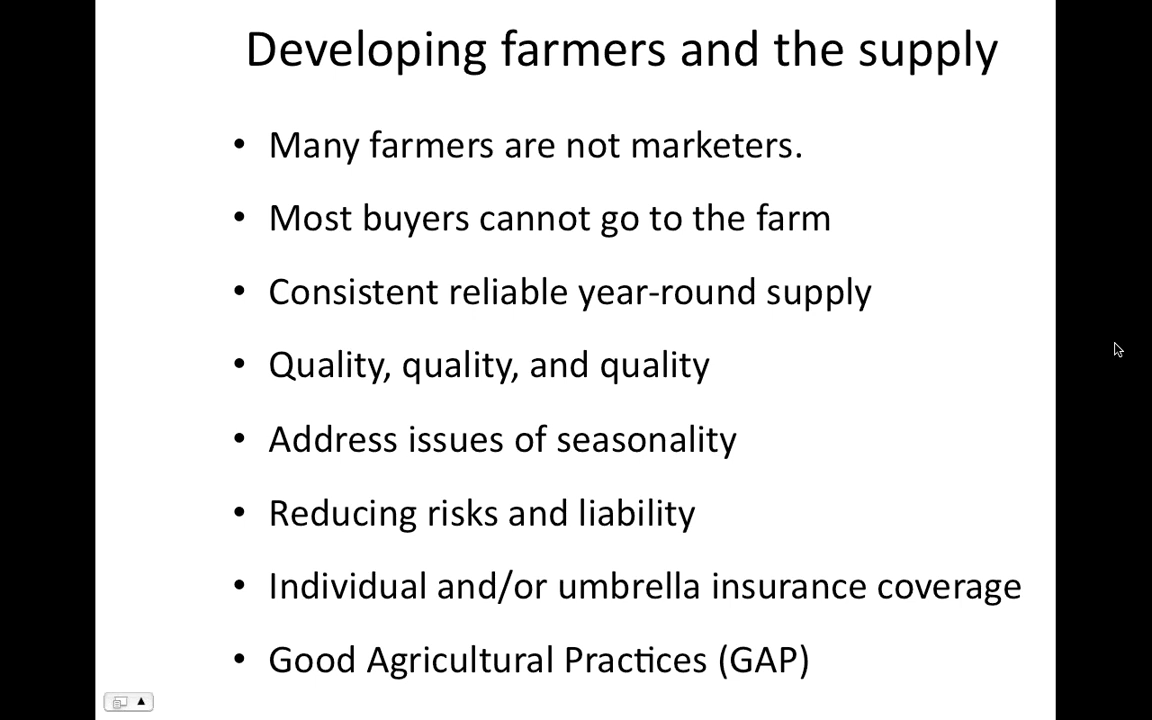 Developing farmers and the supply
• Many farmers are not marketers.
• Most buyers cannot go to the farm
• Consistent reliable year-round supply
• Quality, quality, and quality
• Address issues of seasonality
• Reducing risks and liability
• Individual and/or umbrella insurance coverage
• Good Agricultural Practices (GAP)